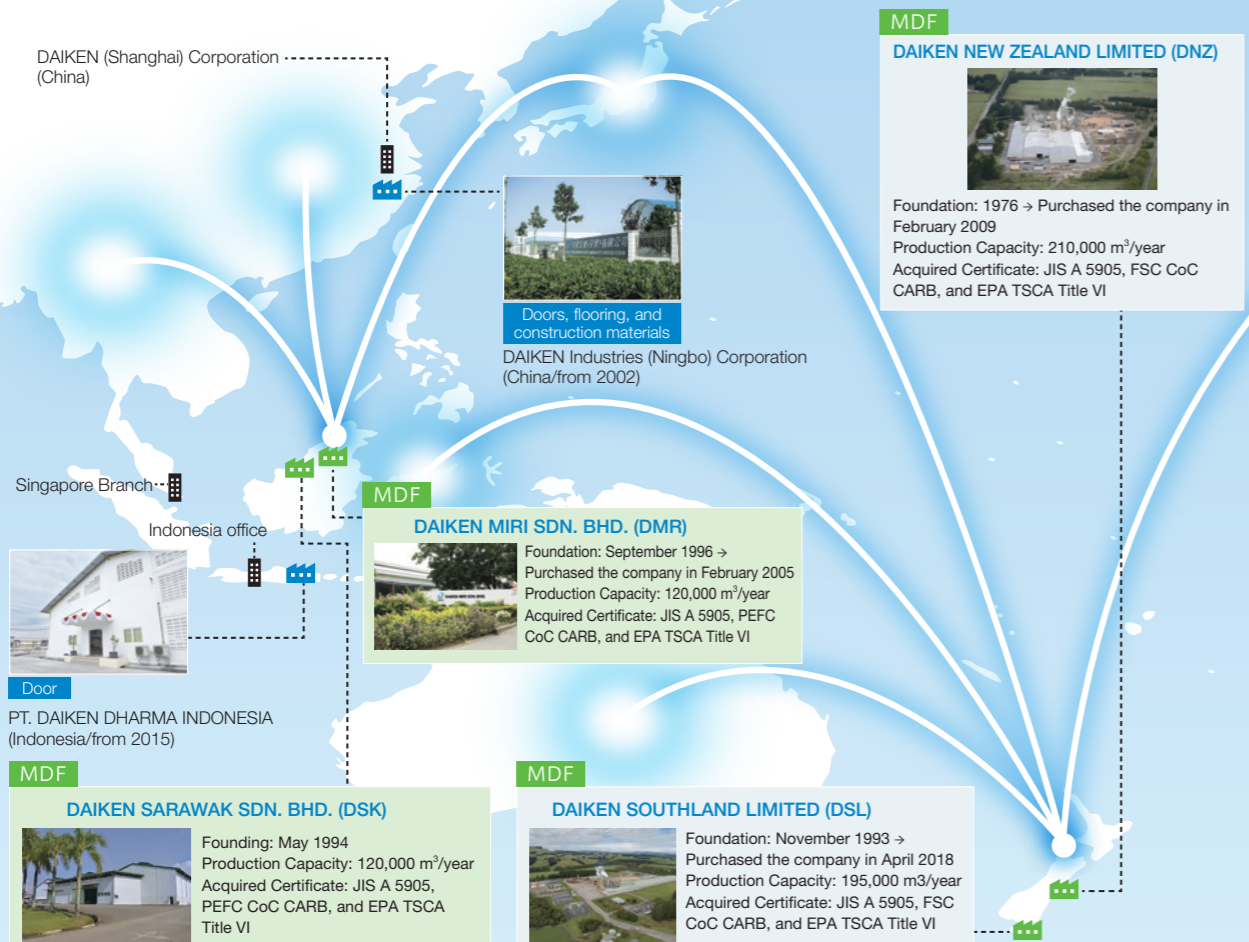 DAIKEN (Shanghai) Corporation
(China)
MDF
DAIKEN NEW ZEALAND LIMITED (DNZ)
Foundation: 1976 → Purchased the company in
February 2009
Production Capacity: 210,000 m³/year
Acquired Certificate: JIS A 5905, FSC CoC
CARB, and EPA TSCA Title VI
Doors, flooring, and
construction materials
DAIKEN Industries (Ningbo) Corporation
(China/from 2002)
Singapore Branch
Indonesia office
MDF
DAIKEN MIRI SDN. BHD. (DMR)
Foundation: September 1996 →
Purchased the company in February 2005
Production Capacity: 120,000 m³/year
Acquired Certificate: JIS A 5905, PEFC
CoC CARB, and EPA TSCA Title VI
Door
PT. DAIKEN DHARMA INDONESIA
(Indonesia/from 2015)
MDF
DAIKEN SARAWAK SDN. BHD. (DSK)
Founding: May 1994
Production Capacity: 120,000 m³/year
Acquired Certificate: JIS A 5905,
PEFC CoC CARB, and EPA TSCA
Title VI
MDF
DAIKEN SOUTHLAND LIMITED (DSL)
Foundation: November 1993 →
Purchased the company in April 2018
Production Capacity: 195,000 m3/year
Acquired Certificate: JIS A 5905, FSC
CoC CARB, and EPA TSCA Title VI